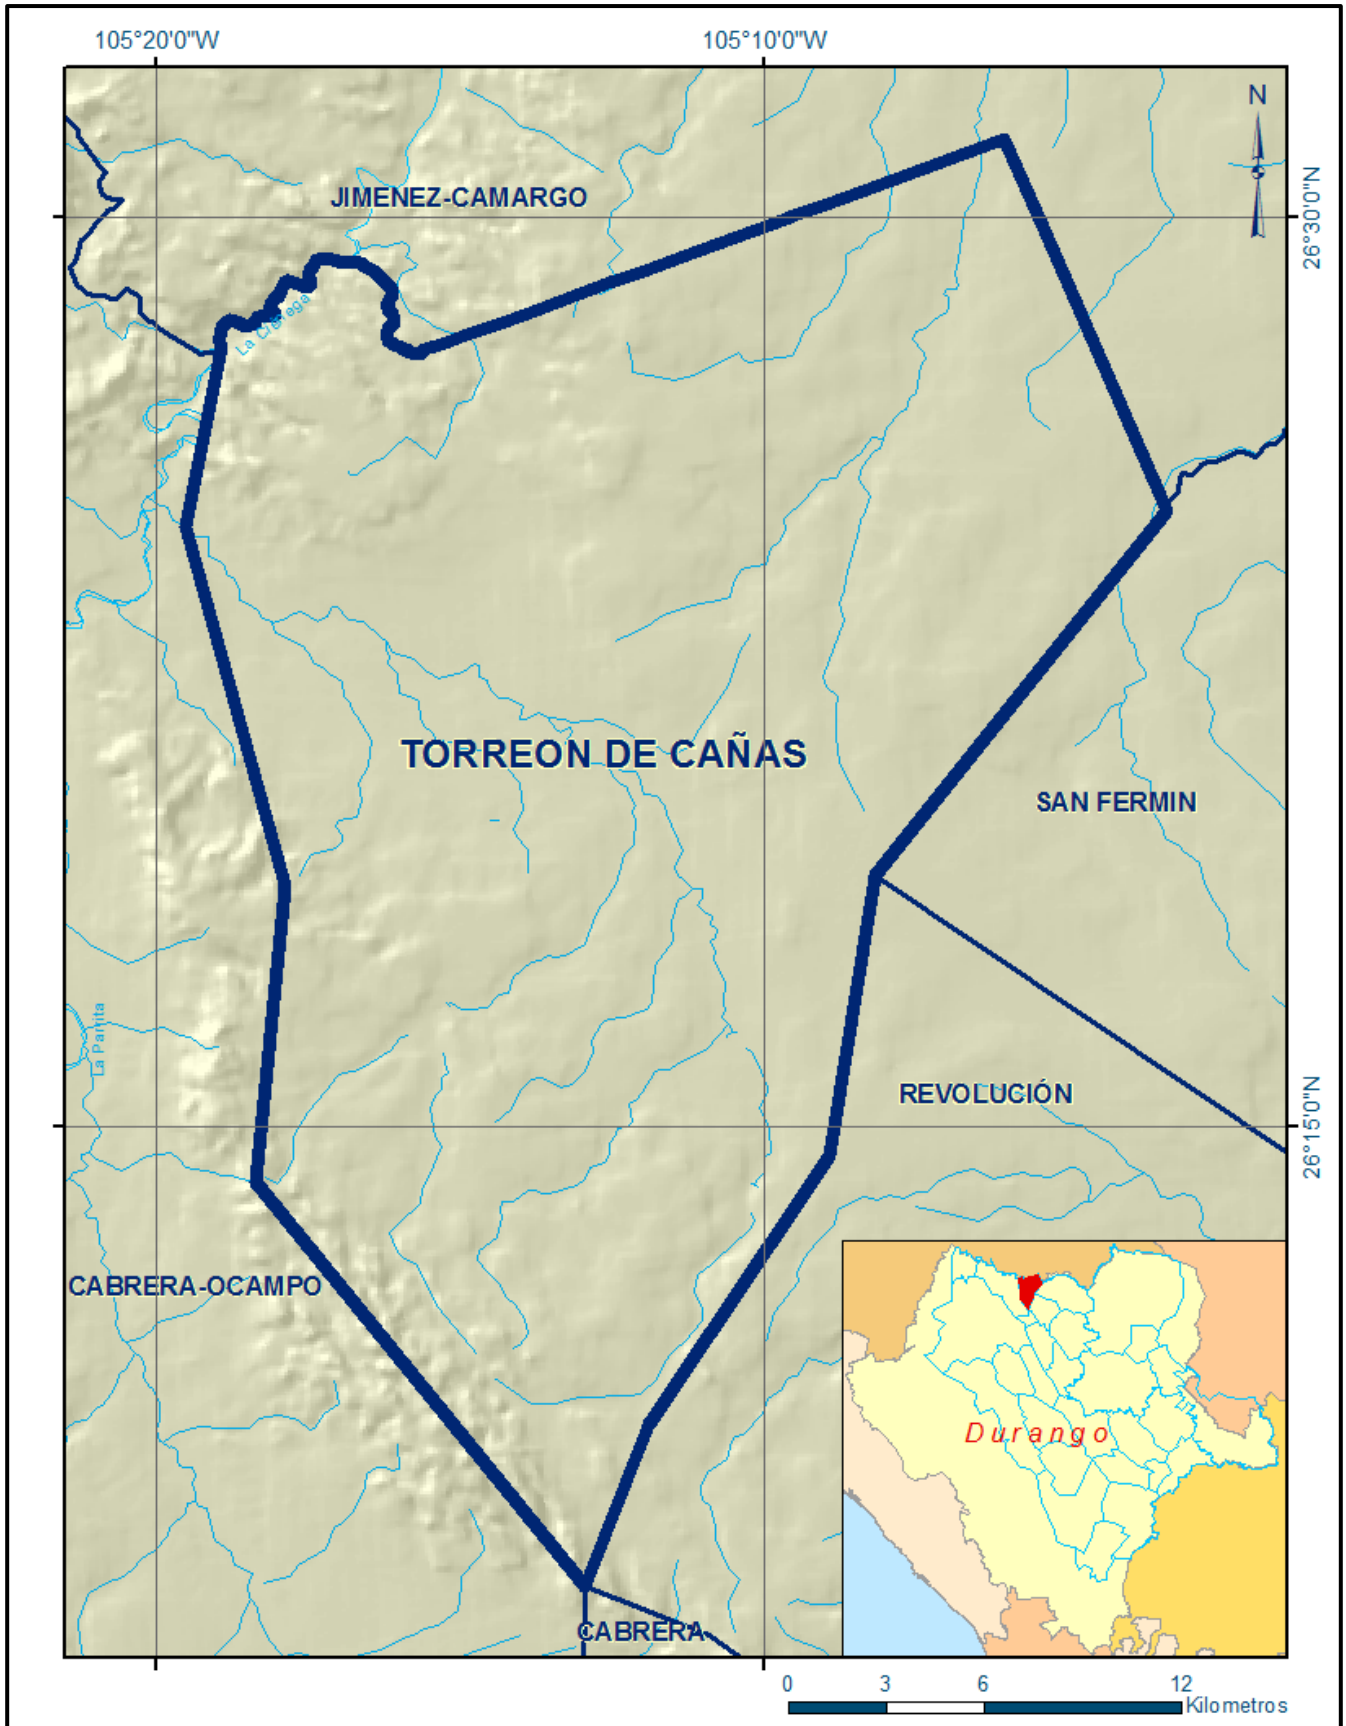 105°20'0"W
105°10'0"W
N
JIMENEZ-CAMARGO
26°30'0"N
La Cienega
TORREON DE CAÑAS
SAN FERMIN
La Parrita
REVOLUCIÓN
26°15'0"N
CABRERA-OCAMPO
Durango
CABRERA
0 3 6 12
Kilometros